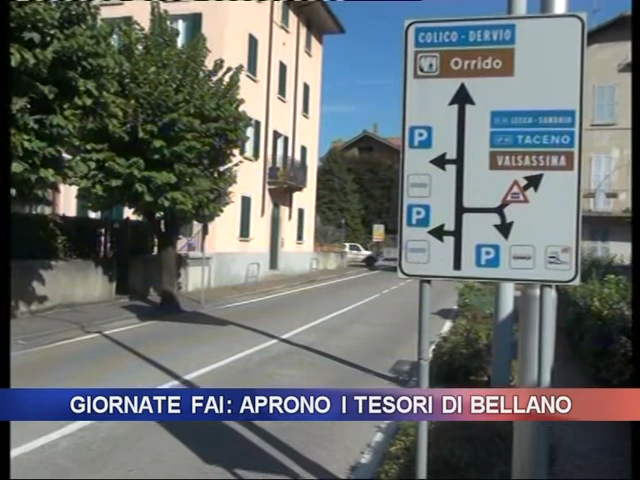 COLICO - DERVIO
Orrido
LECCO - SONDRIO
TACENO
VALSASSINA
P
P
P
GIORNATE FAI: APRONO I TESORI DI BELLANO